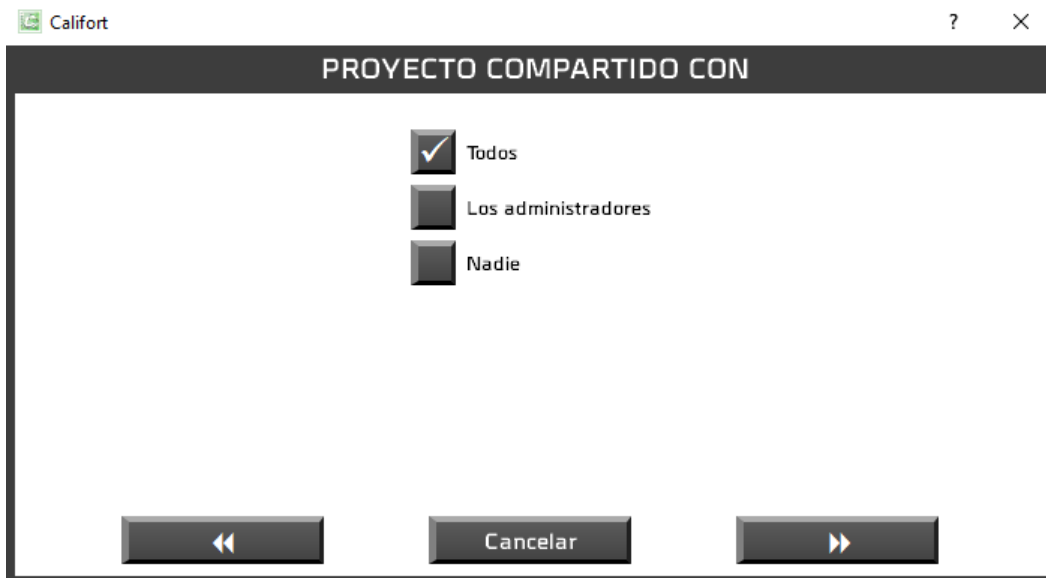 Califort
PROYECTO COMPARTIDO CON
Todos
Los administradores
Nadie
Cancelar